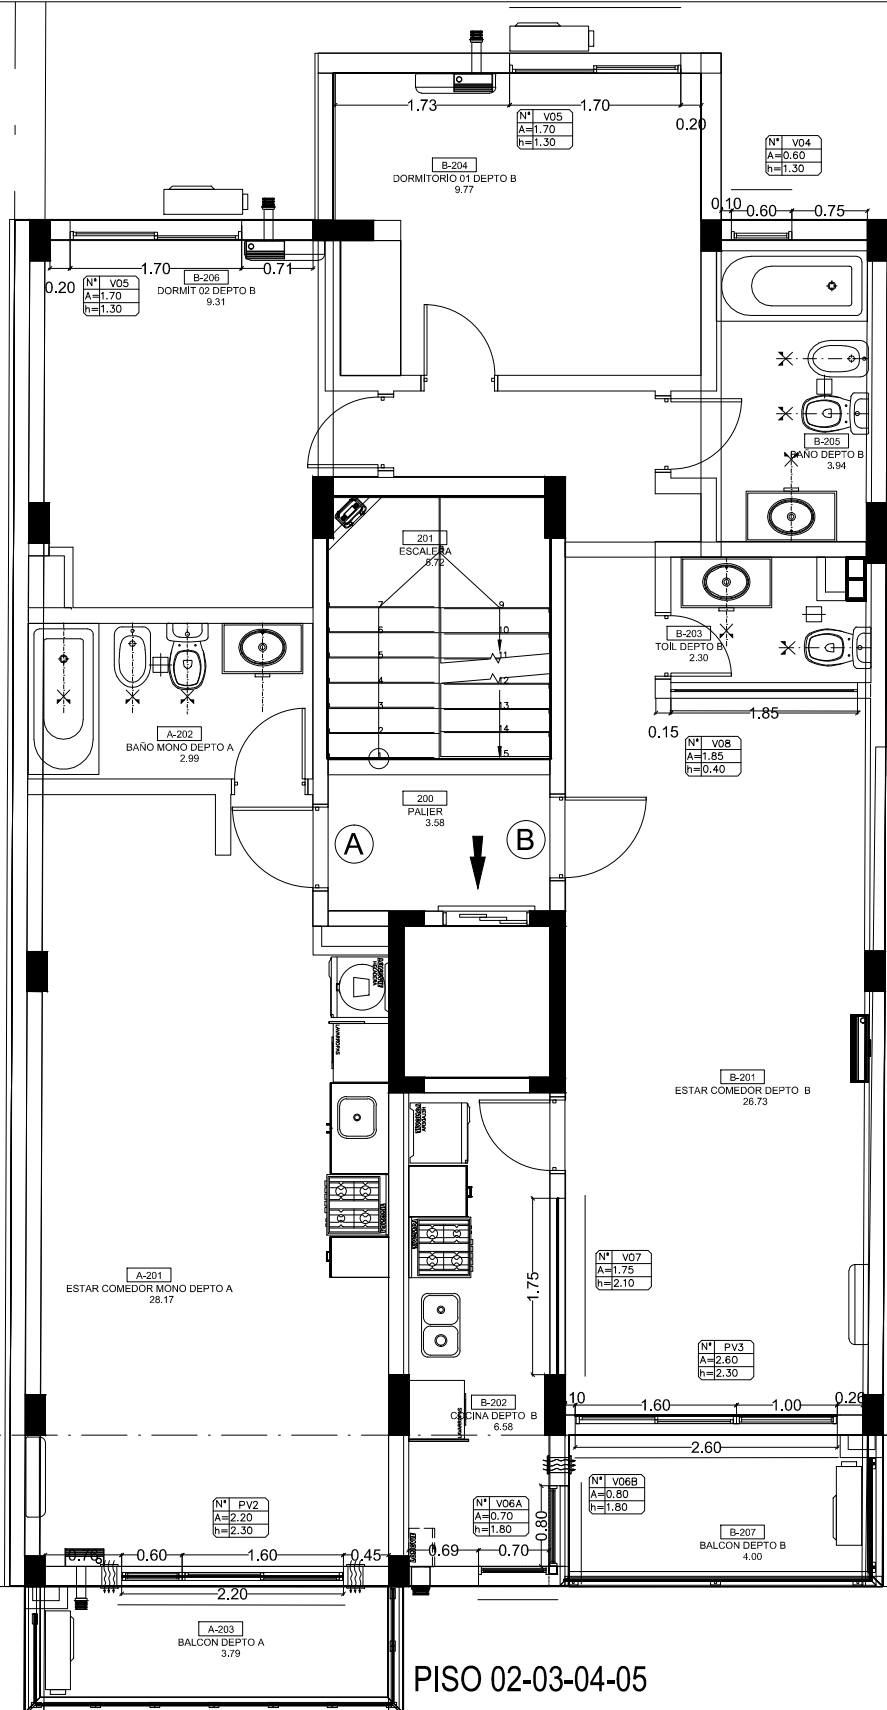 1.73
1.70
0.20
N° V05
A=1.70
h=1.30
B-204
DORMITORIO 01 DEPTO B
9.77
N° V04
A=0.60
h=1.30
0.10
0.60
0.75
0.20
1.70
0.71
N° V05
A=1.70
h=1.30
B-206
DORMIT 02 DEPTO B
9.31
B-205
BAÑO DEPTO B
3.94
201
ESCALERA
5.72
7
9
6
10
5
11
4
12
3
13
2
14
1
15
B-203
TOIL DEPTO B
2.30
0.15
1.85
N° V08
A=1.85
h=0.40
A-202
BAÑO MONO DEPTO A
2.99
200
PALIER
3.58
A
B
LAVARROPAS
B-201
ESTAR COMEDOR DEPTO B
26.73
A-201
ESTAR COMEDOR MONO DEPTO A
28.17
1.75
N° V07
A=1.75
h=2.10
N° PV3
A=2.60
h=2.30
B-202
COCINA DEPTO B
6.58
10
1.60
1.00
0.26
2.60
N° PV2
A=2.20
h=2.30
N° V06A
A=0.70
h=1.80
0.80
N° V06B
A=0.80
h=1.80
B-207
BALCON DEPTO B
4.00
0.76
0.60
1.60
0.45
0.69
0.70
2.20
A-203
BALCON DEPTO A
3.79
PISO 02-03-04-05